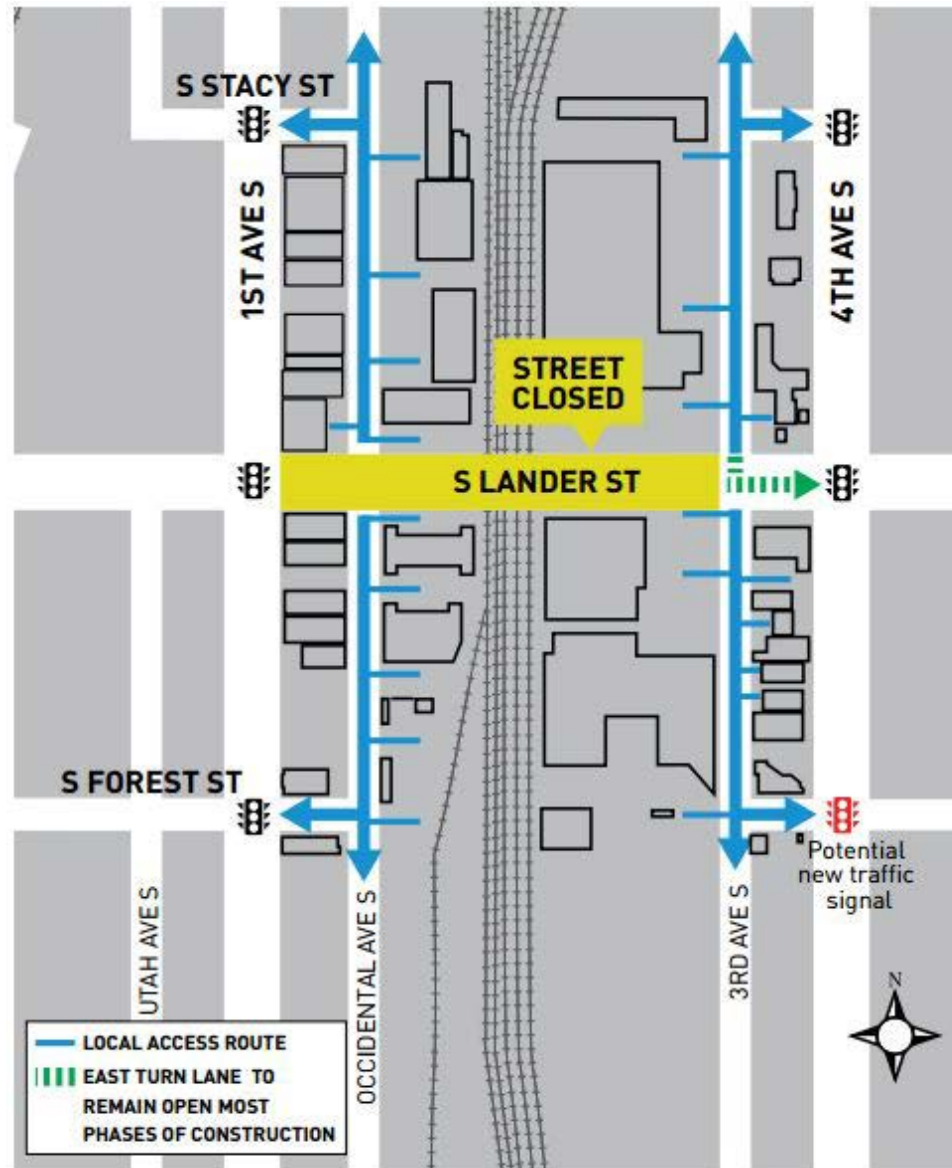 S STACY ST
1ST AVE S
4TH AVE S
STREET
CLOSED
S LANDER ST
S FOREST ST
Potential
new traffic
signal
UTAH AVE S
OCCIDENTAL AVE S
3RD AVE S
N
LOCAL ACCESS ROUTE
EAST TURN LANE TO
REMAIN OPEN MOST
PHASES OF CONSTRUCTION